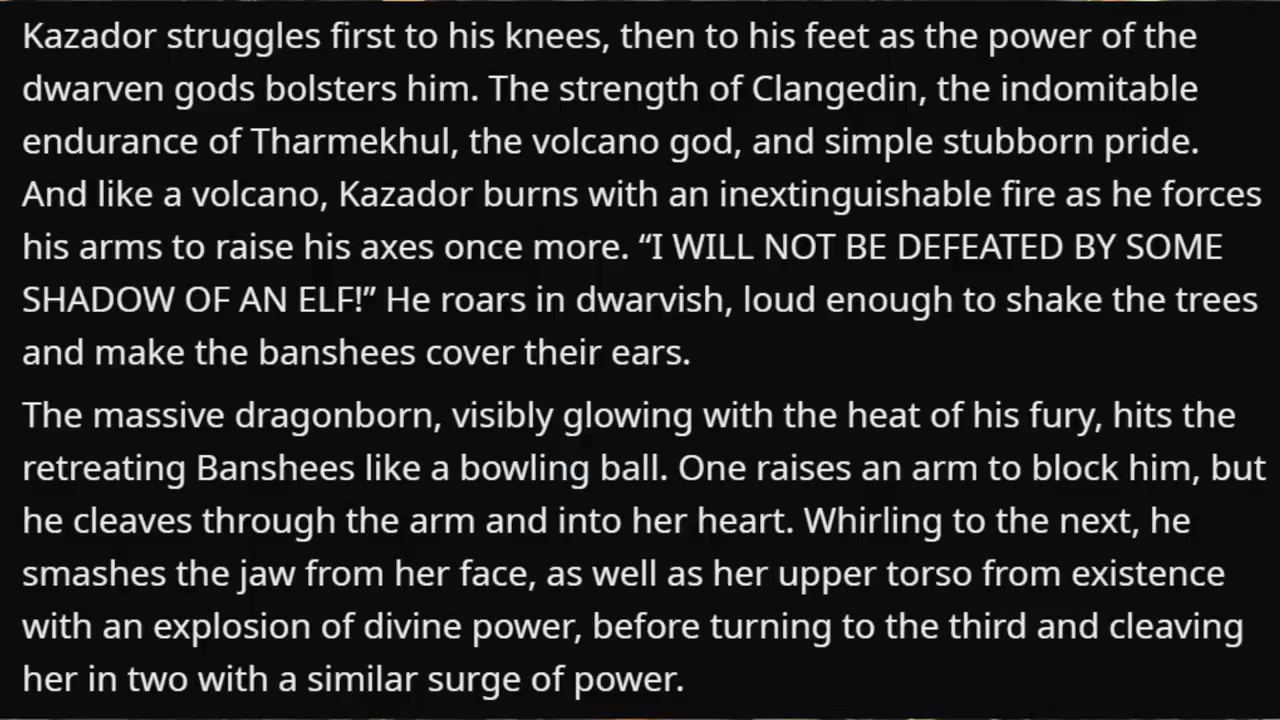 Kazador struggles first to his knees, then to his feet as the power of the
dwarven gods bolsters him. The strength of Clangedin, the indomitable
endurance of Tharmekhul, the volcano god, and simple stubborn pride.
And like a volcano, Kazador burns with an inextinguishable fire as he forces
his arms to raise his axes once more. “I WILL NOT BE DEFEATED BY SOME
SHADOW OF AN ELF!” He roars in dwarvish, loud enough to shake the trees
and make the banshees cover their ears.
The massive dragonborn, visibly glowing with the heat of his fury, hits the
retreating Banshees like a bowling ball. One raises an arm to block him, but
he cleaves through the arm and into her heart. Whirling to the next, he
smashes the jaw from her face, as well as her upper torso from existence
with an explosion of divine power, before turning to the third and cleaving
her in two with a similar surge of power.